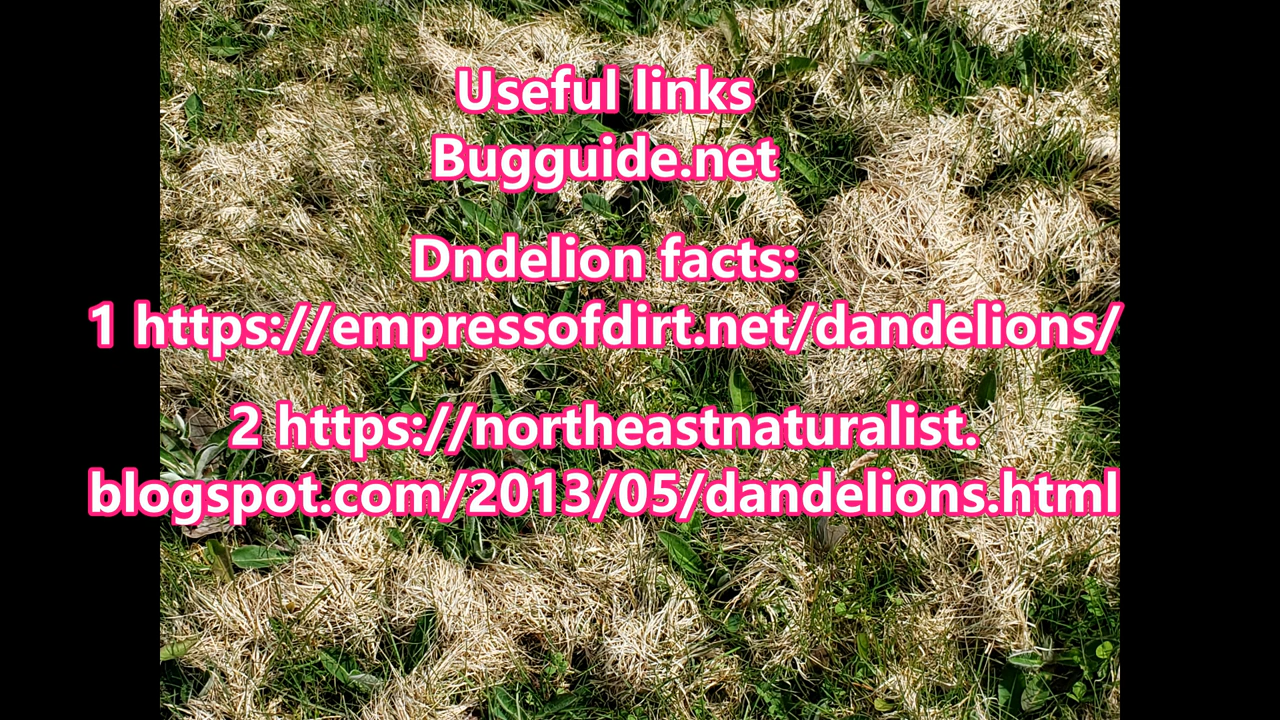 Useful links
Bugguide.net
Dndelion facts:
1 https://empressofdirt.net/dandelions/
2 https://northeastnaturalist.
blogspot.com/2013/05/dandelions.html